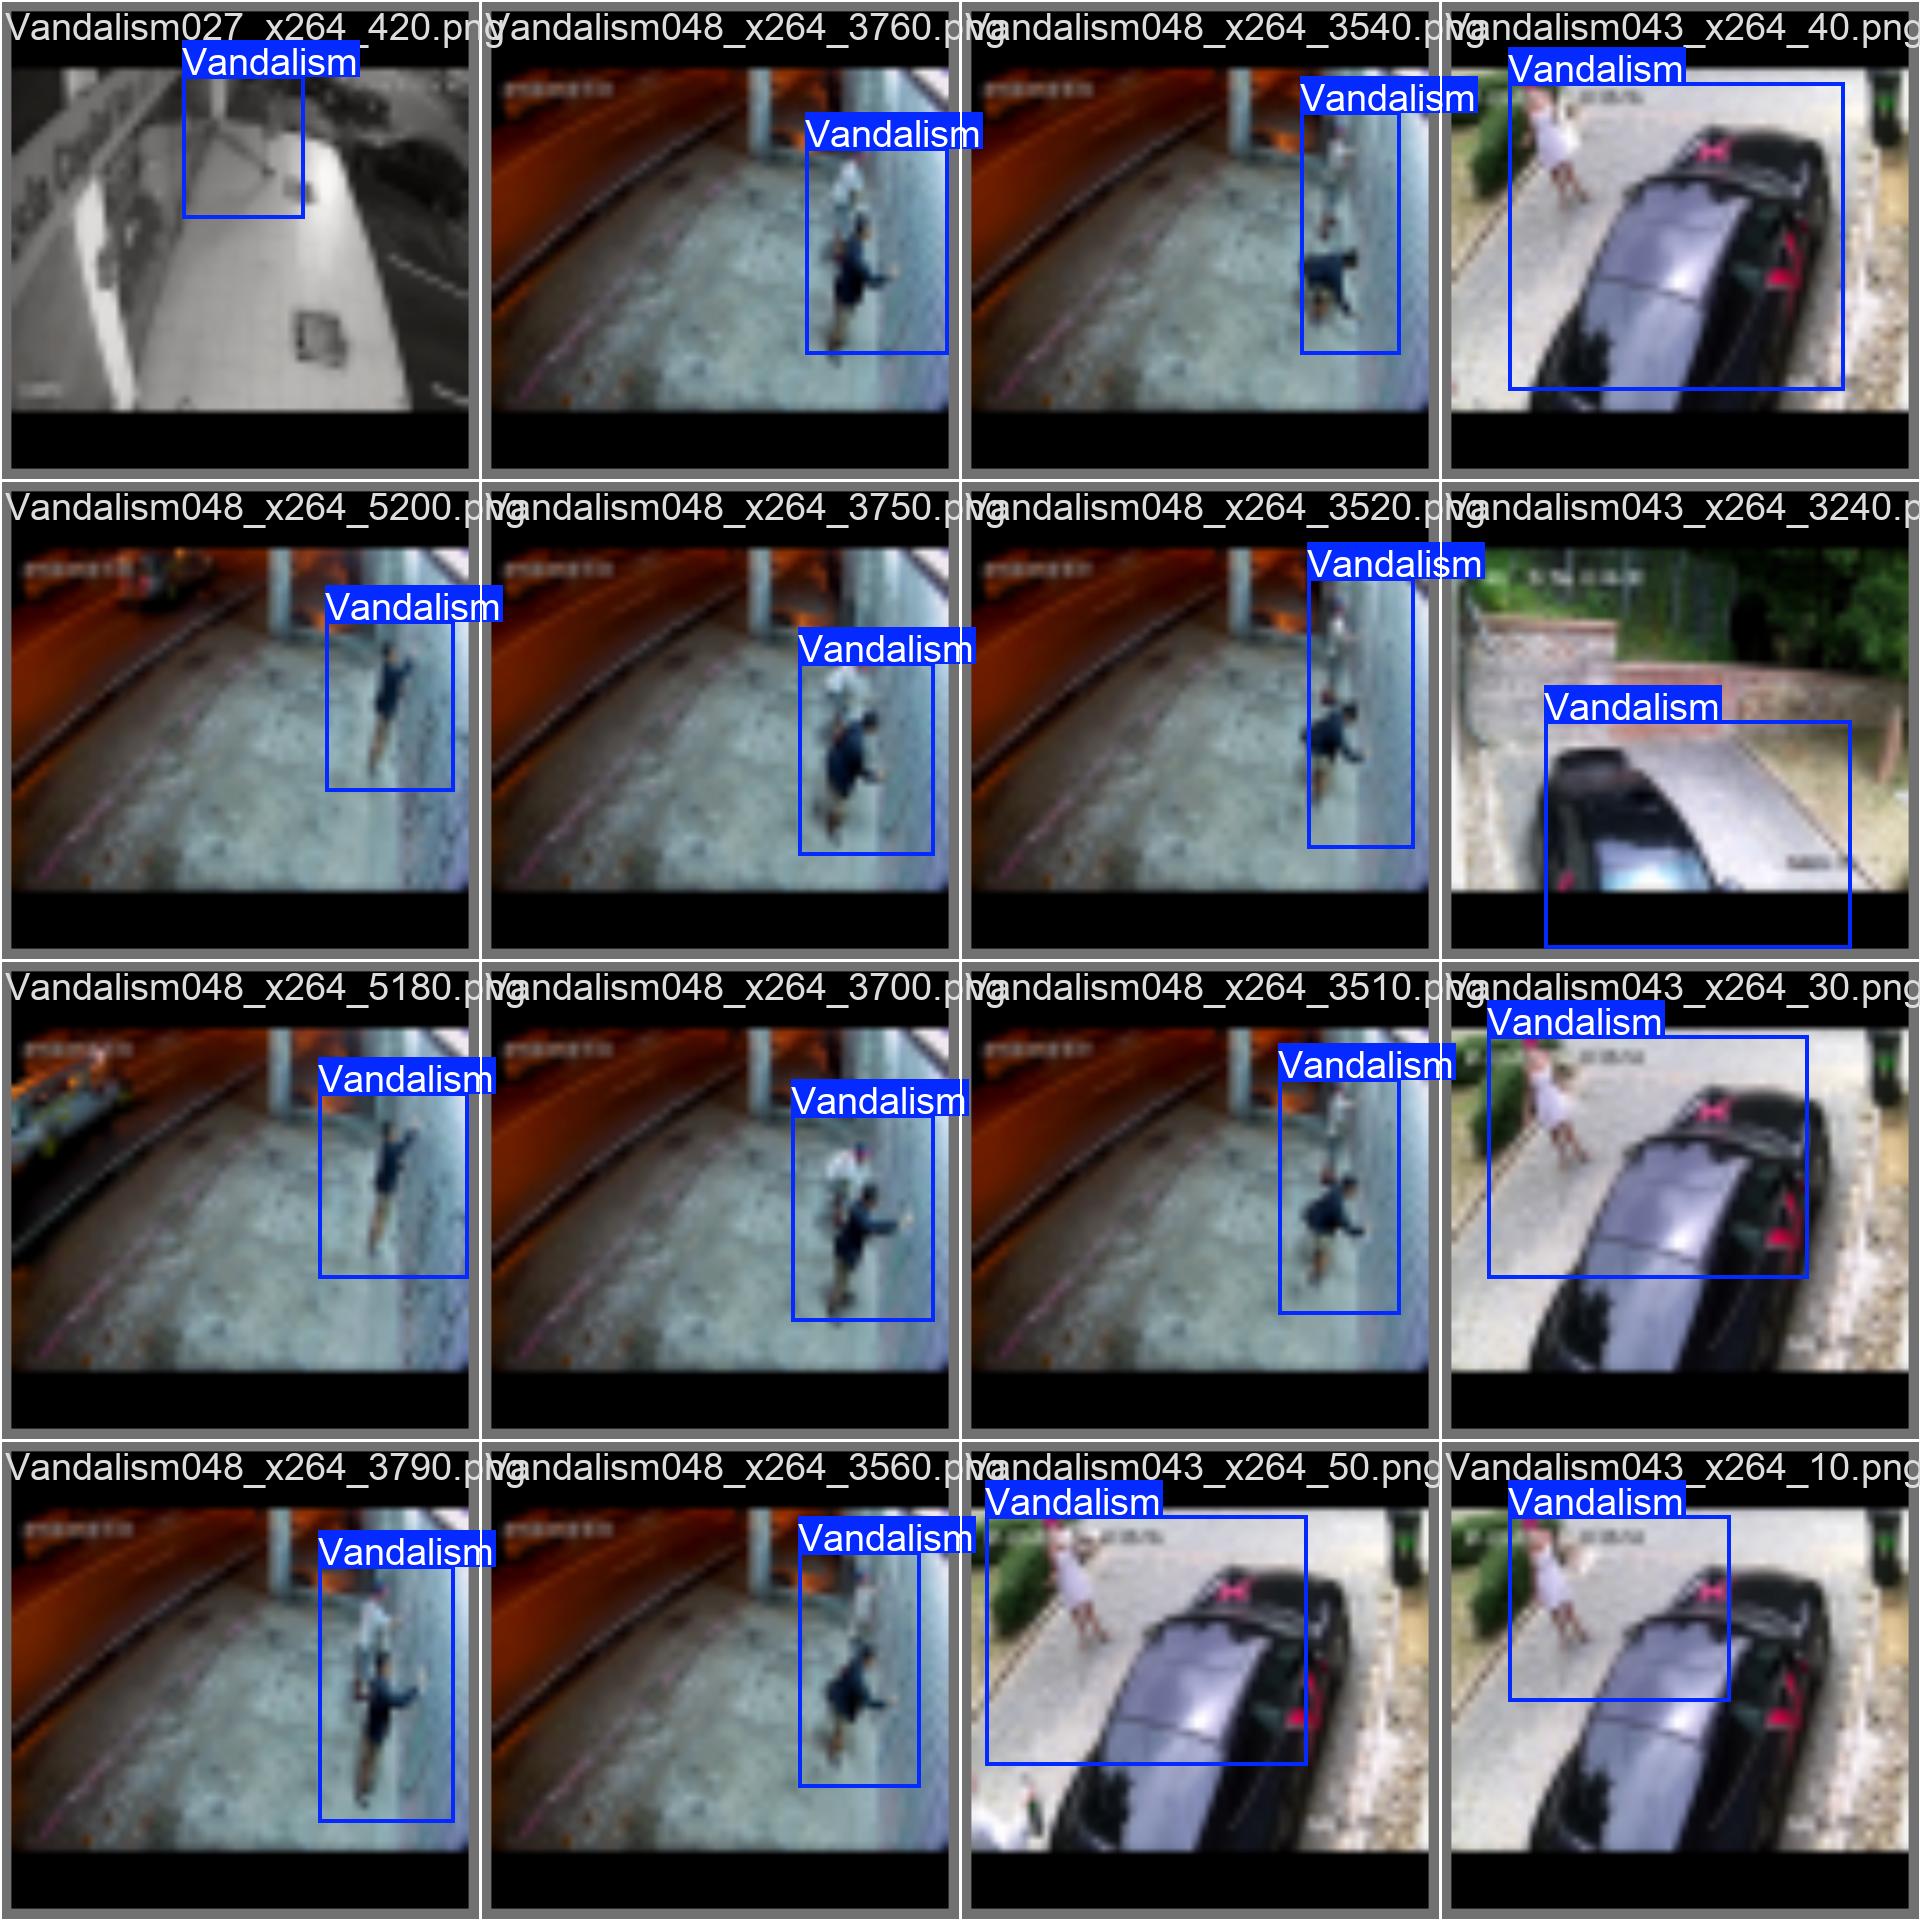 Vandalism027_x264_420.png
Vandalism
Vandalism048_x264_3760.png
Vandalism
Vandalism048_x264_3540.png
Vandalism
Vandalism043_x264_40.png
Vandalism
Vandalism048_x264_5200.png
Vandalism
Vandalism048_x264_3750.png
Vandalism
Vandalism048_x264_3520.png
Vandalism
Vandalism043_x264_3240.p
Vandalism
Vandalism048_x264_5180.png
Vandalism
Vandalism048_x264_3700.png
Vandalism
Vandalism048_x264_3510.png
Vandalism
Vandalism043_x264_30.png
Vandalism
Vandalism048_x264_3790.png
Vandalism
Vandalism048_x264_3560.png
Vandalism
Vandalism043_x264_50.png
Vandalism
Vandalism043_x264_10.png
Vandalism